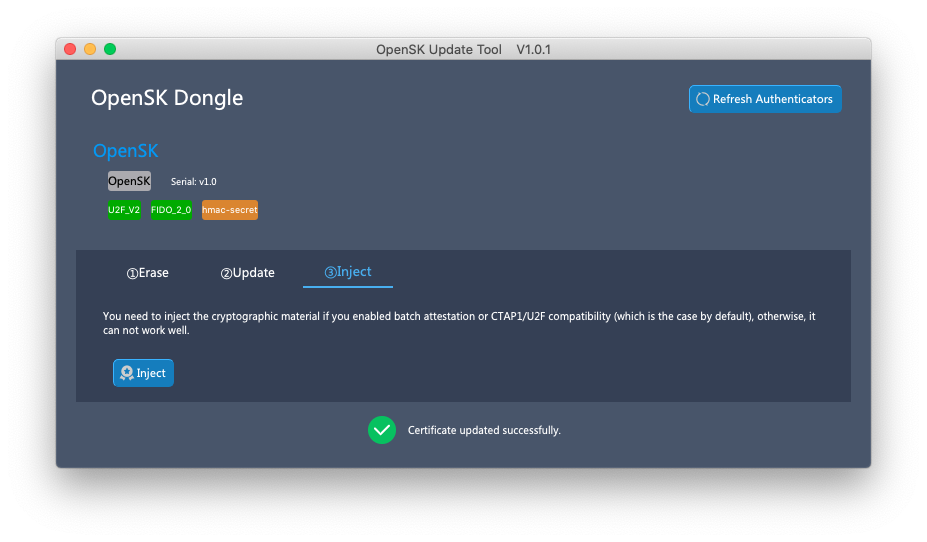 OpenSK Update Tool V1.0.1
OpenSK Dongle
Refresh Authenticators
OpenSK
OpenSK Serial: v1.0
U2F_V2 FIDO_2_0 hmac-secret
①Erase ②Update ③Inject
You need to inject the cryptographic material if you enabled batch attestation or CTAP1/U2F compatibility (which is the case by default), otherwise, it
can not work well.
Inject
Certificate updated successfully.